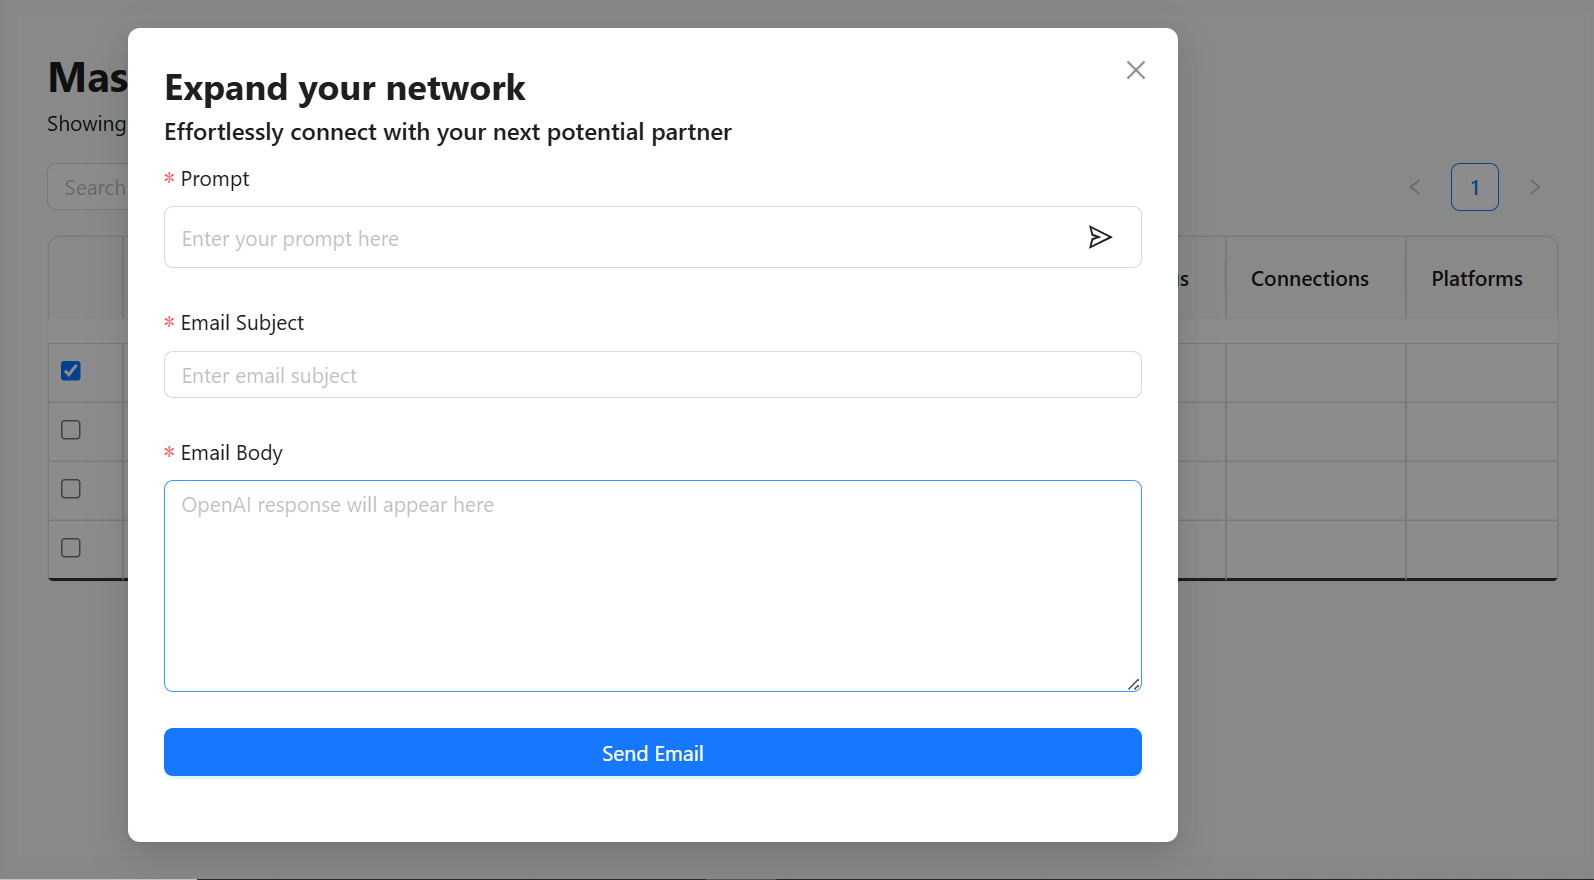 Mas
Showing
Search
Expand your network
Effortlessly connect with your next potential partner
* Prompt
Enter your prompt here
* Email Subject
Enter email subject
* Email Body
OpenAI response will appear here
Send Email
1
Connections
Platforms